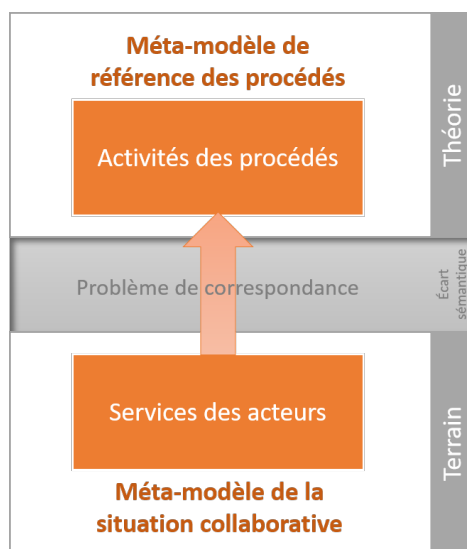 Méta-modèle de
référence des procédés
Activités des procédés
Théorie
Problème de correspondance
Écart
sémantique
Services des acteurs
Terrain
Méta-modèle de la
situation collaborative